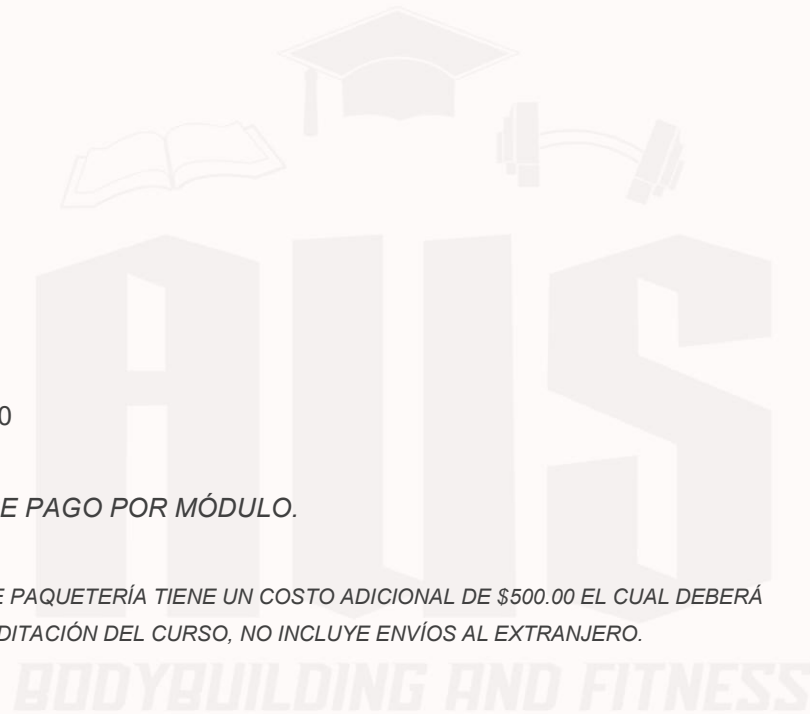 0
E PAGO POR MÓDULO.
E PAQUETERÍA TIENE UN COSTO ADICIONAL DE $500.00 EL CUAL DEBERÁ
DITACIÓN DEL CURSO, NO INCLUYE ENVÍOS AL EXTRANJERO.
AUS
BODYBUILDING AND FITNESS